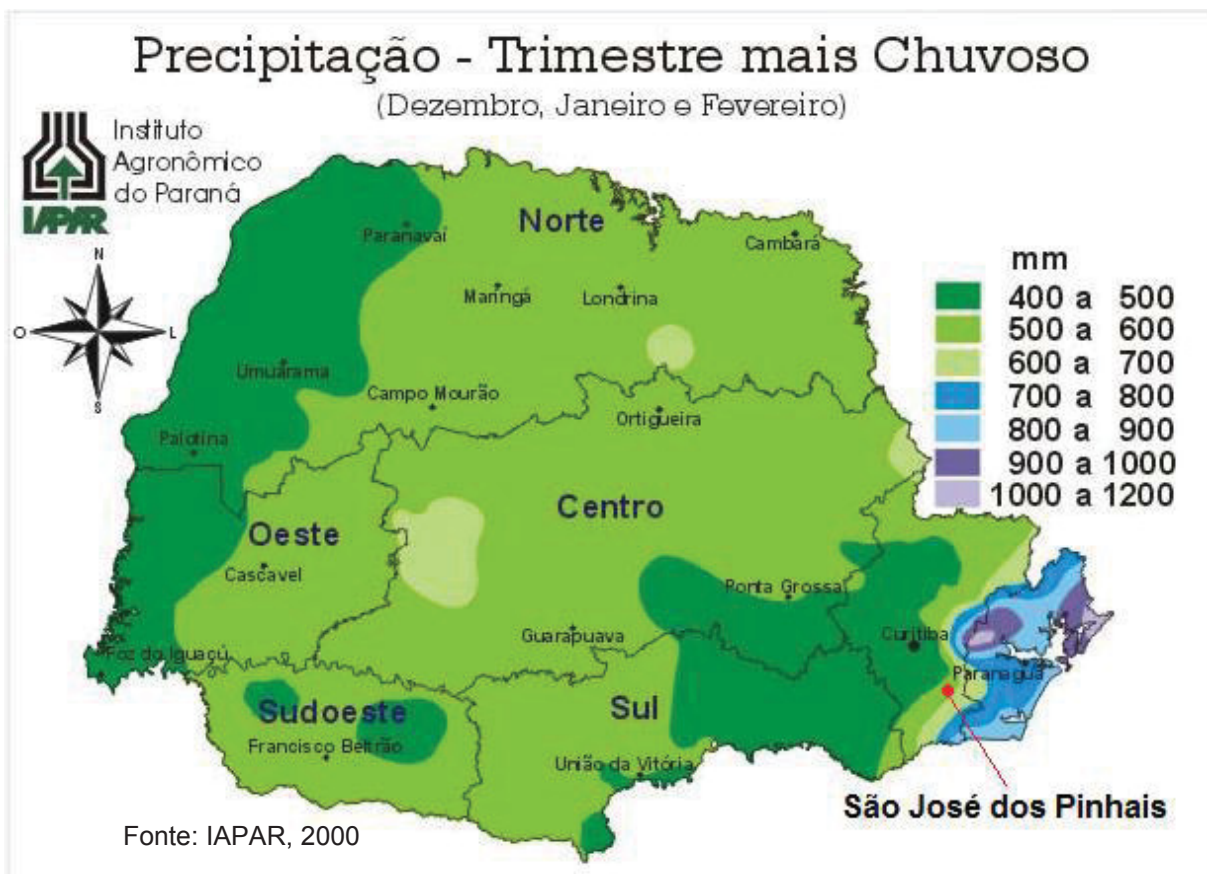 Precipitação - Trimestre mais Chuvoso
(Dezembro, Janeiro e Fevereiro)
Instituto
Agronômico
do Paraná
IAPAR
N
O
L
S
Norte
Paranavaí
Cambará
Maringá
Londrina
Umuarama
Campo Mourão
Ortigueira
Palotina
Centro
Oeste
Cascavel
Ponta Grossa
Guarapuava
Curitiba
Foz do Iguaçú
Paranaguá
Sudoeste
Sul
Francisco Beltrão
União da Vitória
mm
400 a 500
500 a 600
600 a 700
700 a 800
800 a 900
900 a 1000
1000 a 1200
São José dos Pinhais
Fonte: IAPAR, 2000